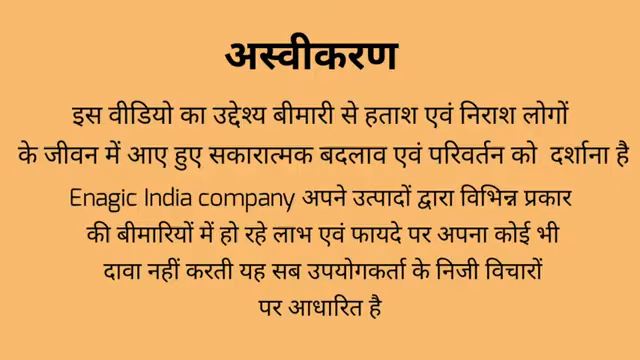 अस्वीकरण
इस वीडियो का उद्देश्य बीमारी से हताश एवं निराश लोगों
के जीवन में आए हुए सकारात्मक बदलाव एवं परिवर्तन को दर्शाना है
Enagic India company अपने उत्पादों द्वारा विभिन्न प्रकार
की बीमारियों में हो रहे लाभ एवं फायदे पर अपना कोई भी
दावा नहीं करती यह सब उपयोगकर्ता के निजी विचारों
पर आधारित है